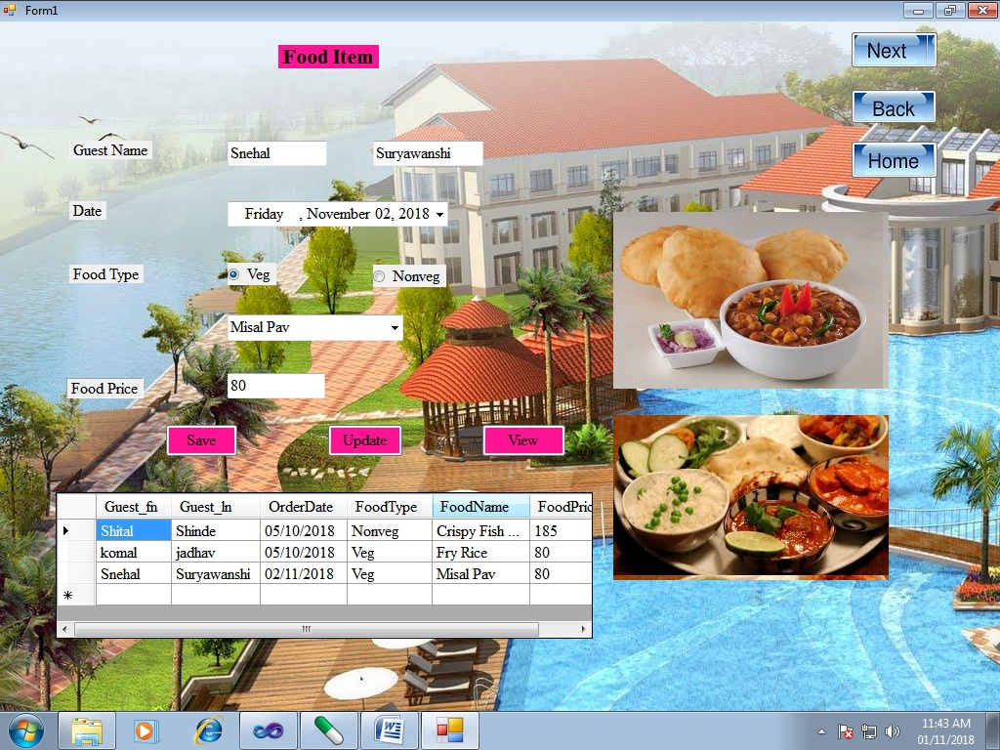 Form1
Food Item
Next
Back
Home
Guest Name Snehal Suryawanshi
Date Friday , November 02, 2018
Food Type Veg Nonveg
Misal Pav
Food Price 80
Save Update View
Guest_fn Guest_ln OrderDate FoodType FoodName FoodPric
Shital Shinde 05/10/2018 Nonveg Crispy Fish ... 185
komal jadhav 05/10/2018 Veg Fry Rice 80
Snehal Suryawanshi 02/11/2018 Veg Misal Pav 80
11:43 AM
01/11/2018